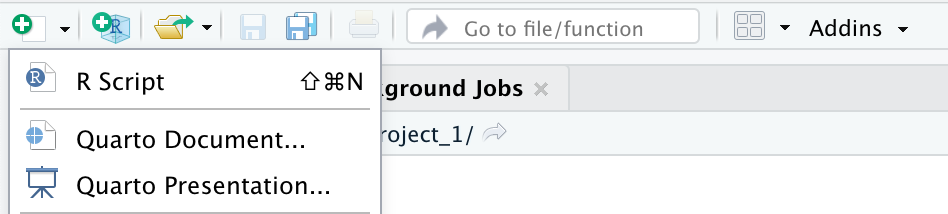 Go to file/function
Addins
R Script ⇧⌘N
ground Jobs
Quarto Document...
roject_1/
Quarto Presentation...